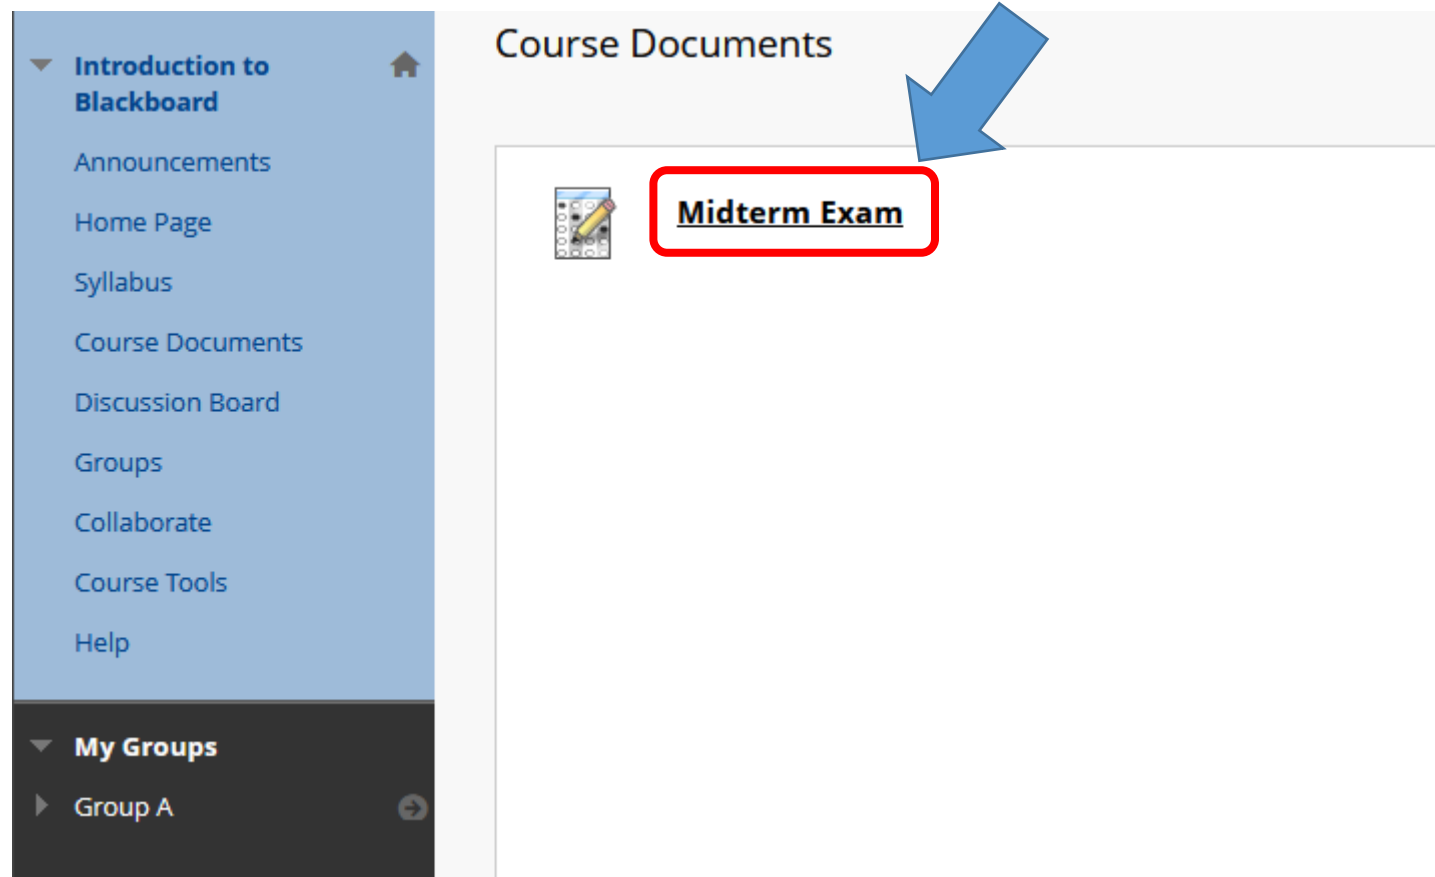 Introduction to
Blackboard
Announcements
Home Page
Syllabus
Course Documents
Discussion Board
Groups
Collaborate
Course Tools
Help
My Groups
Group A
Course Documents
Midterm Exam